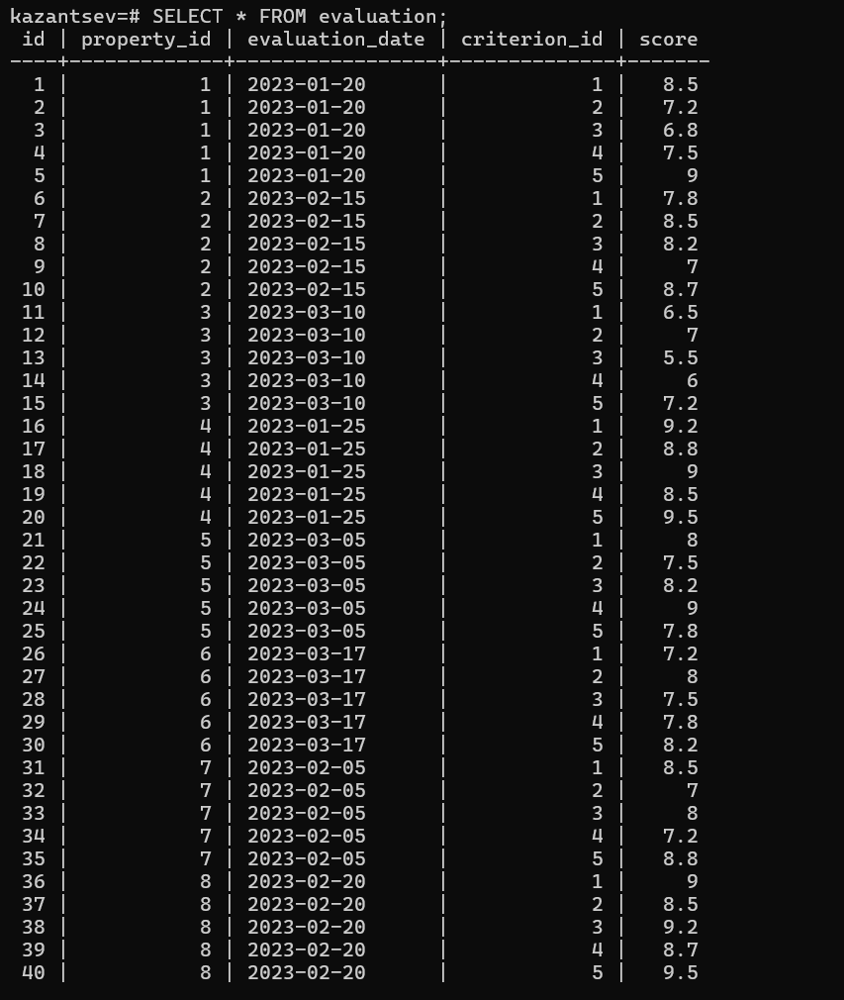 kazantsev=# SELECT * FROM evaluation;
 id | property_id | evaluation_date | criterion_id | score
----+-------------+-----------------+--------------+-------
  1 |           1 | 2023-01-20      |            1 |   8.5
  2 |           1 | 2023-01-20      |            2 |   7.2
  3 |           1 | 2023-01-20      |            3 |   6.8
  4 |           1 | 2023-01-20      |            4 |   7.5
  5 |           1 | 2023-01-20      |            5 |     9
  6 |           2 | 2023-02-15      |            1 |   7.8
  7 |           2 | 2023-02-15      |            2 |   8.5
  8 |           2 | 2023-02-15      |            3 |   8.2
  9 |           2 | 2023-02-15      |            4 |     7
 10 |           2 | 2023-02-15      |            5 |   8.7
 11 |           3 | 2023-03-10      |            1 |   6.5
 12 |           3 | 2023-03-10      |            2 |     7
 13 |           3 | 2023-03-10      |            3 |   5.5
 14 |           3 | 2023-03-10      |            4 |     6
 15 |           3 | 2023-03-10      |            5 |   7.2
 16 |           4 | 2023-01-25      |            1 |   9.2
 17 |           4 | 2023-01-25      |            2 |   8.8
 18 |           4 | 2023-01-25      |            3 |     9
 19 |           4 | 2023-01-25      |            4 |   8.5
 20 |           4 | 2023-01-25      |            5 |   9.5
 21 |           5 | 2023-03-05      |            1 |     8
 22 |           5 | 2023-03-05      |            2 |   7.5
 23 |           5 | 2023-03-05      |            3 |   8.2
 24 |           5 | 2023-03-05      |            4 |     9
 25 |           5 | 2023-03-05      |            5 |   7.8
 26 |           6 | 2023-03-17      |            1 |   7.2
 27 |           6 | 2023-03-17      |            2 |     8
 28 |           6 | 2023-03-17      |            3 |   7.5
 29 |           6 | 2023-03-17      |            4 |   7.8
 30 |           6 | 2023-03-17      |            5 |   8.2
 31 |           7 | 2023-02-05      |            1 |   8.5
 32 |           7 | 2023-02-05      |            2 |     7
 33 |           7 | 2023-02-05      |            3 |     8
 34 |           7 | 2023-02-05      |            4 |   7.2
 35 |           7 | 2023-02-05      |            5 |   8.8
 36 |           8 | 2023-02-20      |            1 |     9
 37 |           8 | 2023-02-20      |            2 |   8.5
 38 |           8 | 2023-02-20      |            3 |   9.2
 39 |           8 | 2023-02-20      |            4 |   8.7
 40 |           8 | 2023-02-20      |            5 |   9.5